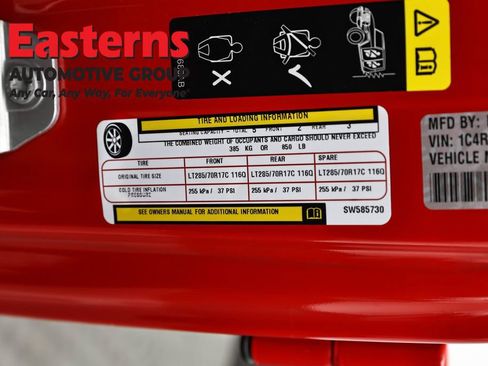 Easterns
AUTOMOTIVE GROUP
Any Car, Any Way, For Everyone
TIRE AND LOADING INFORMATION
SEATING CAPACITY - TOTAL 5 FRONT 2 REAR 3
THE COMBINED WEIGHT OF OCCUPANTS AND CARGO SHOULD NEVER EXCEED
385 KG OR 850 LB
TIRE FRONT REAR SPARE
ORIGINAL TIRE SIZE LT285/70R17C 116Q LT285/70R17C 116Q LT285/70R17C 116Q
COLD TIRE INFLATION PRESSURE 255 kPa / 37 PSI 255 kPa / 37 PSI 255 kPa / 37 PSI
SEE OWNERS MANUAL FOR ADDITIONAL INFORMATION
SW585730
MFD BY:
VIN: 1C4R
VEHICLE M